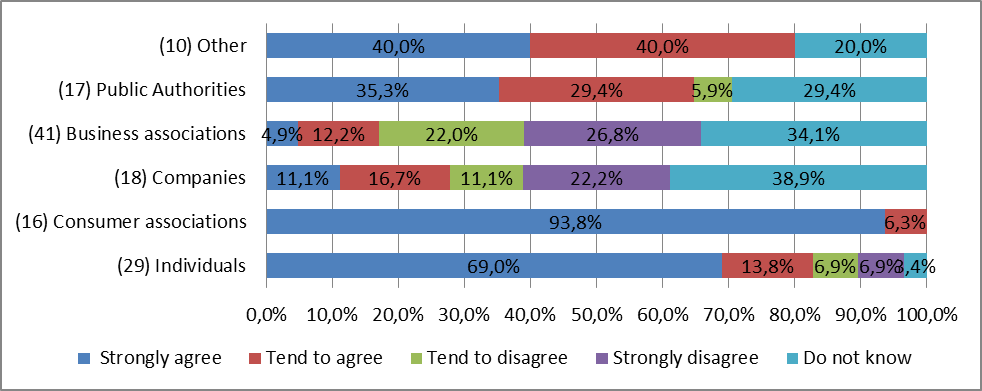 (10) Other 40,0% 40,0% 20,0%
(17) Public Authorities 35,3% 29,4% 5,9% 29,4%
(41) Business associations 4,9% 12,2% 22,0% 26,8% 34,1%
(18) Companies 11,1% 16,7% 11,1% 22,2% 38,9%
(16) Consumer associations 93,8% 6,3%
(29) Individuals 69,0% 13,8% 6,9% 6,9% 3,4%
0,0% 10,0% 20,0% 30,0% 40,0% 50,0% 60,0% 70,0% 80,0% 90,0% 100,0%
Strongly agree Tend to agree Tend to disagree Strongly disagree Do not know